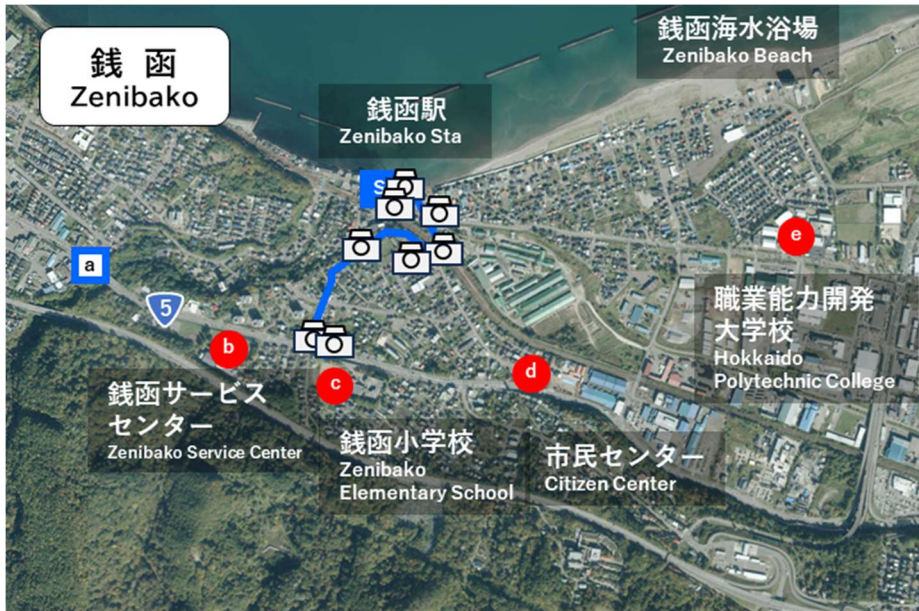 銭函
Zenibako
銭函海水浴場
Zenibako Beach
銭函駅
Zenibako Sta
S
a
5
b
c
d
e
銭函サービス
センター
Zenibako Service Center
銭函小学校
Zenibako
Elementary School
市民センター
Citizen Center
職業能力開発
大学校
Hokkaido
Polytechnic College